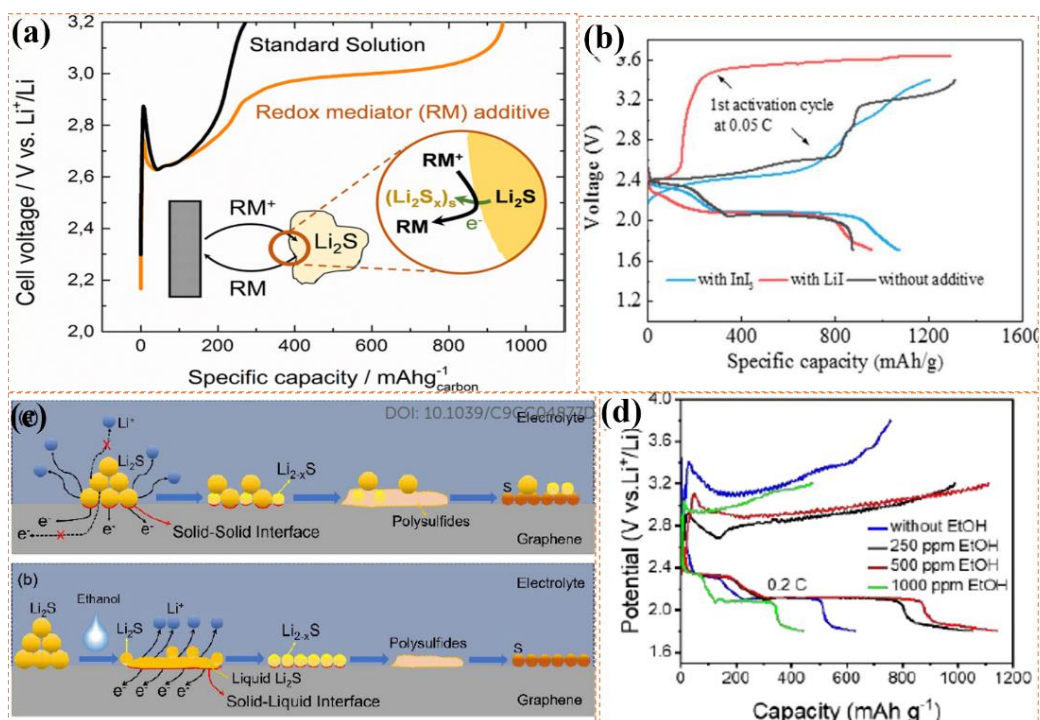 (a)
3,2
3,0
2,8
2,6
2,4
2,2
2,0
Cell voltage / V vs. Li⁺/Li
Standard Solution
Redox mediator (RM) additive
RM⁺
(Li₂Sₓ)ₛ
Li₂S
RM
e⁻
RM⁺
Li₂S
RM
0 200 400 600 800 1000
Specific capacity / mAhg⁻¹carbon
(b)
3.6
3.2
2.8
2.4
2.0
1.6
1.2
Voltage (V)
1st activation cycle
at 0.05 C
with InI₃ with LiI without additive
0 400 800 1200 1600
Specific capacity (mAh/g)
(c)
DOI: 10.1039/C9CC04877D
Electrolyte
Li⁺
Li₂S
Li₂₋ₓS
S
Polysulfides
e⁻
e⁻
e⁻
e⁻
e⁻
Solid-Solid Interface
Graphene
(b)
Electrolyte
Li₂S
Ethanol
Li₂S
Li⁺
Li₂₋ₓS
Polysulfides
S
Liquid Li₂S
e⁻ e⁻ e⁻ e⁻
Solid-Liquid Interface
Graphene
(d)
4.0
3.6
3.2
2.8
2.4
2.0
1.6
Potential (V vs.Li⁺/Li)
without EtOH
250 ppm EtOH
500 ppm EtOH
1000 ppm EtOH
0.2 C
0 200 400 600 800 1000 1200
Capacity (mAh g⁻¹)